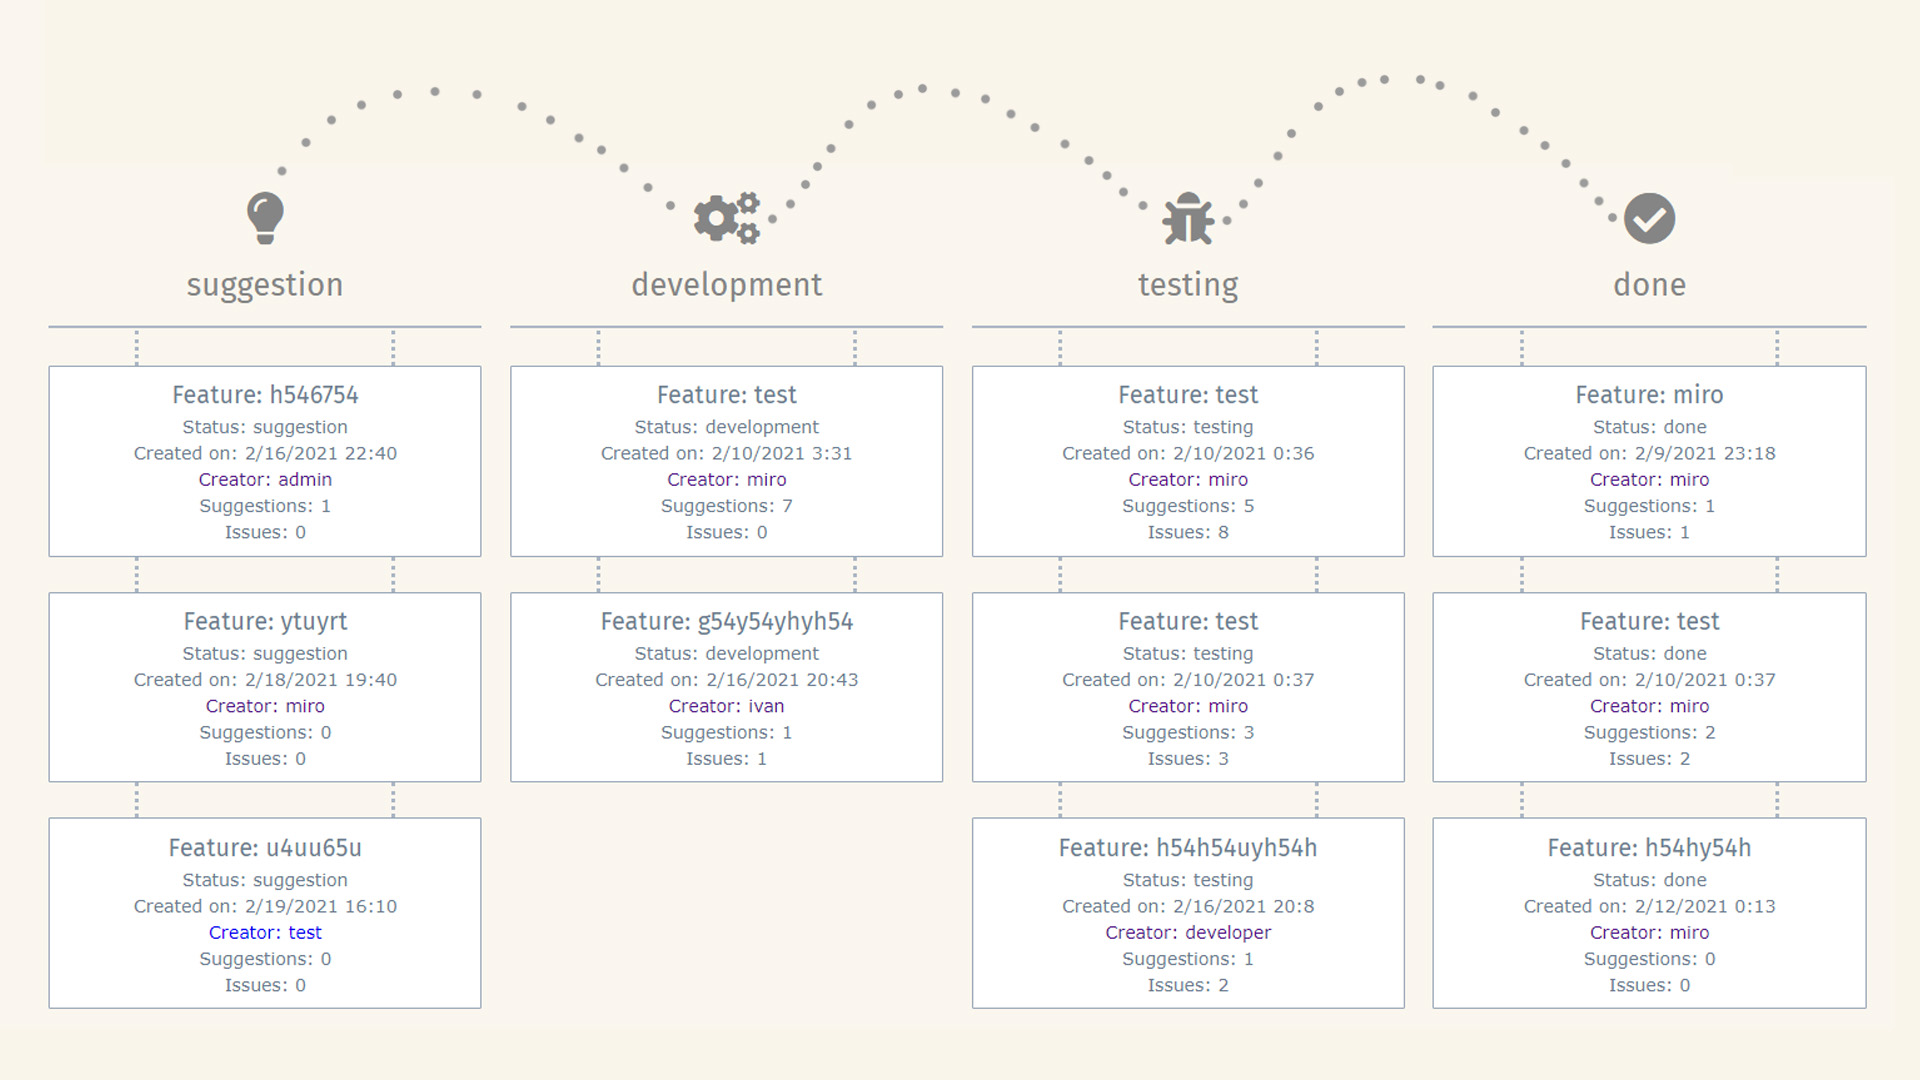 suggestion
development
testing
done
Feature: h546754
Status: suggestion
Created on: 2/16/2021 22:40
Creator: admin
Suggestions: 1
Issues: 0
Feature: ytuyrt
Status: suggestion
Created on: 2/18/2021 19:40
Creator: miro
Suggestions: 0
Issues: 0
Feature: u4uu65u
Status: suggestion
Created on: 2/19/2021 16:10
Creator: test
Suggestions: 0
Issues: 0
Feature: test
Status: development
Created on: 2/10/2021 3:31
Creator: miro
Suggestions: 7
Issues: 0
Feature: g54y54yhyh54
Status: development
Created on: 2/16/2021 20:43
Creator: ivan
Suggestions: 1
Issues: 1
Feature: test
Status: testing
Created on: 2/10/2021 0:36
Creator: miro
Suggestions: 5
Issues: 8
Feature: test
Status: testing
Created on: 2/10/2021 0:37
Creator: miro
Suggestions: 3
Issues: 3
Feature: h54h54uyh54h
Status: testing
Created on: 2/16/2021 20:8
Creator: developer
Suggestions: 1
Issues: 2
Feature: miro
Status: done
Created on: 2/9/2021 23:18
Creator: miro
Suggestions: 1
Issues: 1
Feature: test
Status: done
Created on: 2/10/2021 0:37
Creator: miro
Suggestions: 2
Issues: 2
Feature: h54hy54h
Status: done
Created on: 2/12/2021 0:13
Creator: miro
Suggestions: 0
Issues: 0